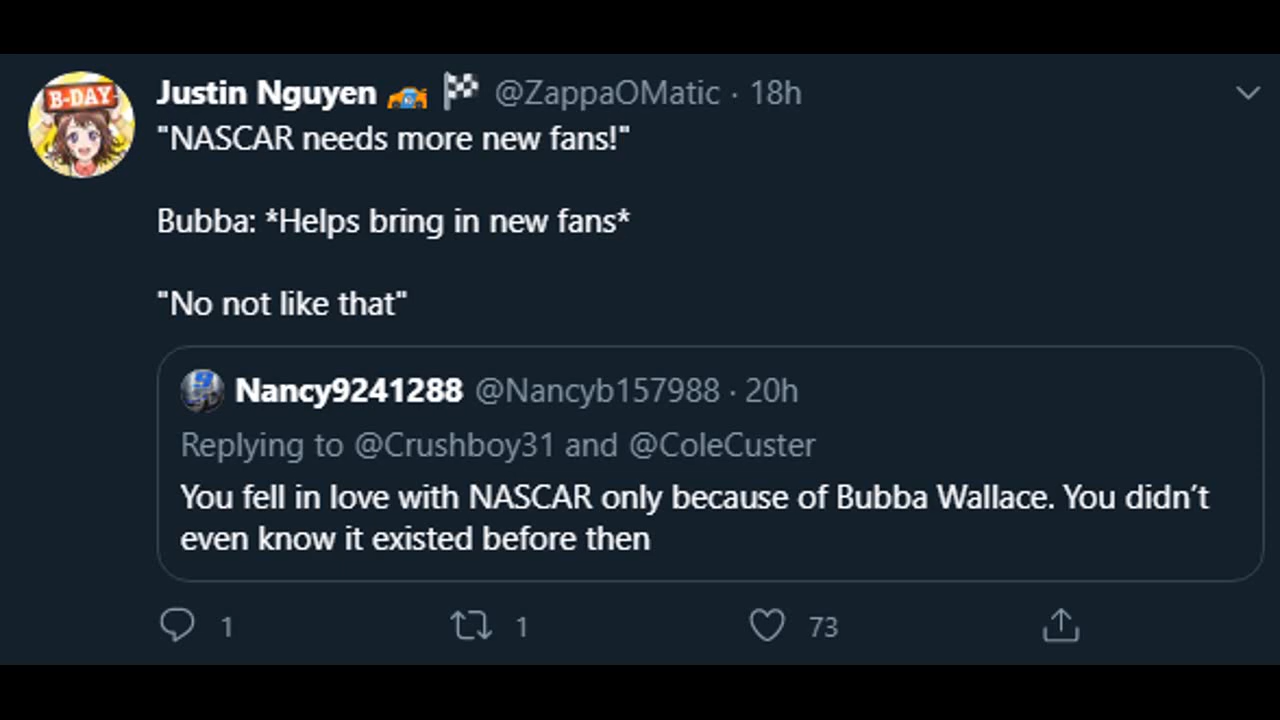 B-DAY
Justin Nguyen 🏎️ 🏁 @ZappaOMatic · 18h
"NASCAR needs more new fans!"
Bubba: *Helps bring in new fans*
"No not like that"
9
Nancy9241288 @Nancyb157988 · 20h
Replying to @Crushboy31 and @ColeCuster
You fell in love with NASCAR only because of Bubba Wallace. You didn’t
even know it existed before then
1 1 73